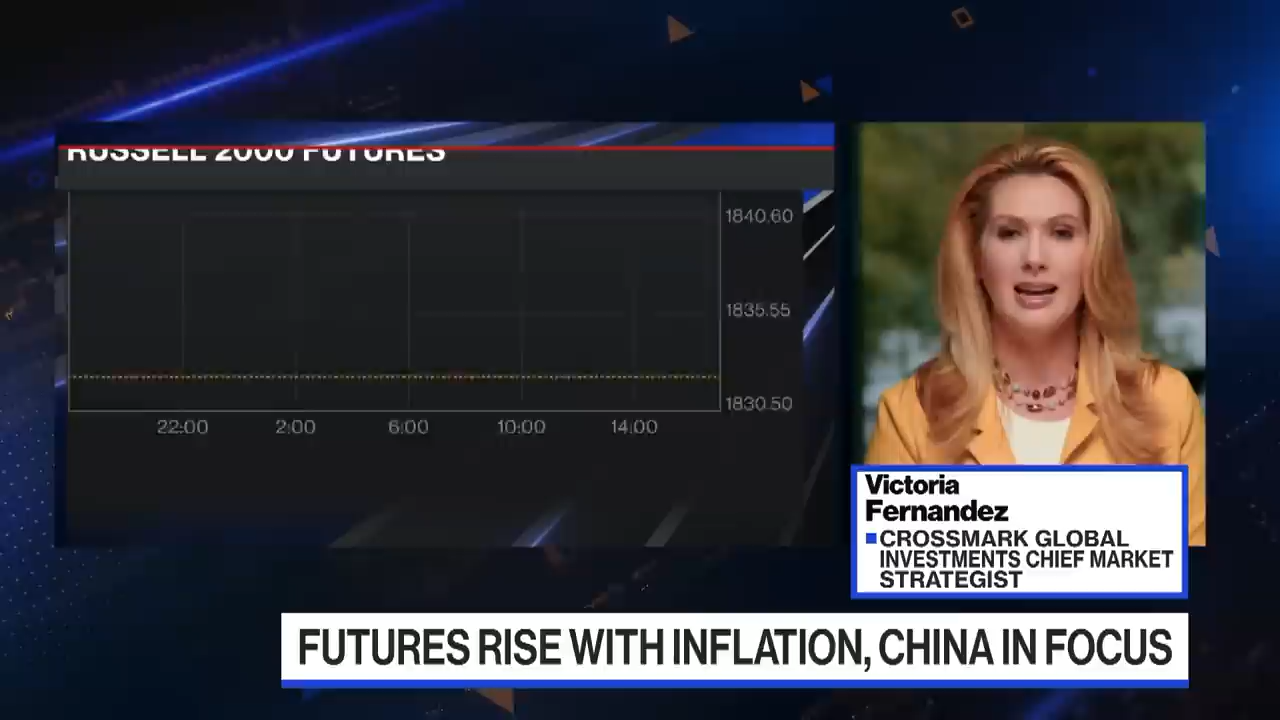 RUSSELL 2000 FUTURES
1840.60
1835.55
1830.50
22:00 2:00 6:00 10:00 14:00
Victoria
Fernandez
CROSSMARK GLOBAL
INVESTMENTS CHIEF MARKET
STRATEGIST
FUTURES RISE WITH INFLATION, CHINA IN FOCUS